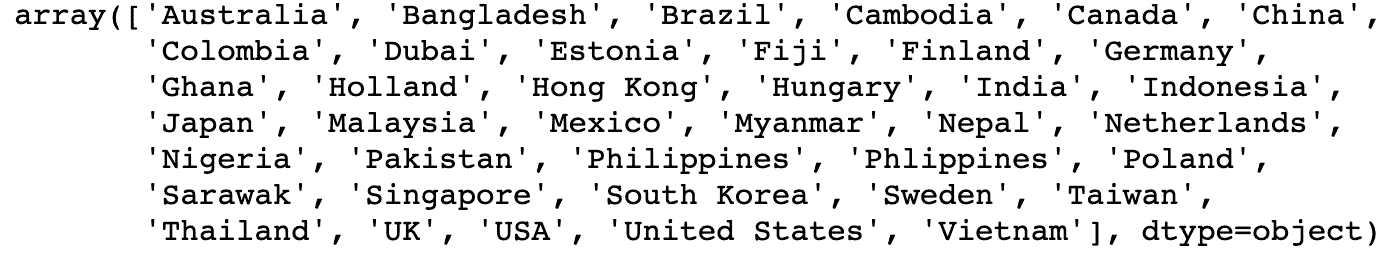 array(['Australia', 'Bangladesh', 'Brazil', 'Cambodia', 'Canada', 'China',
'Colombia', 'Dubai', 'Estonia', 'Fiji', 'Finland', 'Germany',
'Ghana', 'Holland', 'Hong Kong', 'Hungary', 'India', 'Indonesia',
'Japan', 'Malaysia', 'Mexico', 'Myanmar', 'Nepal', 'Netherlands',
'Nigeria', 'Pakistan', 'Philippines', 'Phlippines', 'Poland',
'Sarawak', 'Singapore', 'South Korea', 'Sweden', 'Taiwan',
'Thailand', 'UK', 'USA', 'United States', 'Vietnam'], dtype=object)